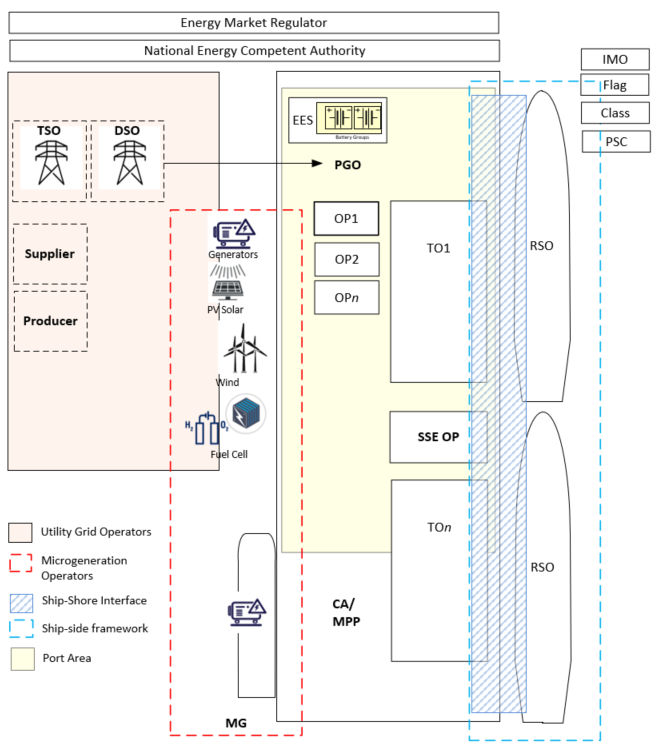 Energy Market Regulator
National Energy Competent Authority
IMO
Flag
Class
PSC
TSO
DSO
EES
Battery Groups
PGO
OP1
OP2
OPn
TO1
RSO
Supplier
Producer
Generators
PV Solar
Wind
H2
O2
Fuel Cell
SSE OP
TOn
RSO
CA/
MPP
MG
Utility Grid Operators
Microgeneration
Operators
Ship-Shore Interface
Ship-side framework
Port Area